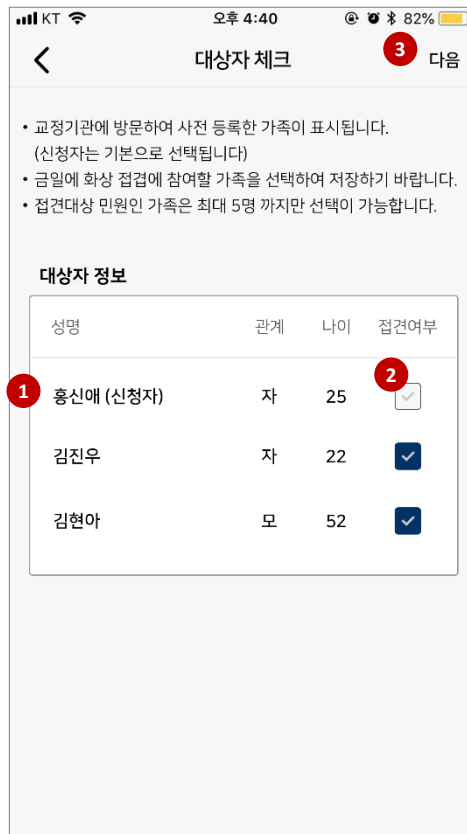 KT 오후 4:40 82%
대상자 체크 3 다음
• 교정기관에 방문하여 사전 등록한 가족이 표시됩니다.
(신청자는 기본으로 선택됩니다)
• 금일에 화상 접겹에 참여할 가족을 선택하여 저장하기 바랍니다.
• 접견대상 민원인 가족은 최대 5명 까지만 선택이 가능합니다.
대상자 정보
성명 관계 나이 접견여부
2
1 홍신애 (신청자) 자 25
김진우 자 22
김현아 모 52